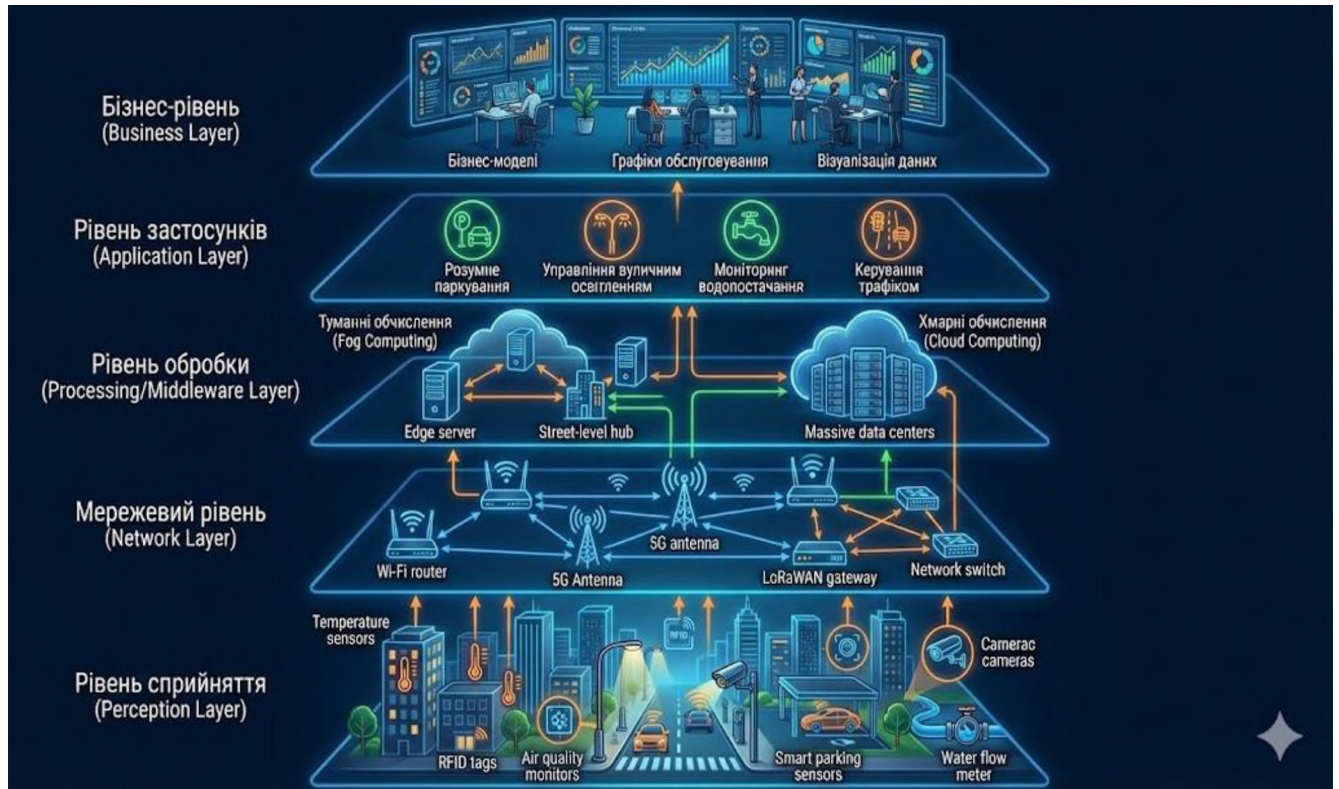 Бізнес-рівень
(Business Layer)
Бізнес-моделі
Графіки обслуговування
Візуалізація даних
Рівень застосунків
(Application Layer)
Розумне
паркування
Управління вуличним
освітленням
Моніторинг
водопостачання
Керування
трафіком
Туманні обчислення
(Fog Computing)
Хмарні обчислення
(Cloud Computing)
Рівень обробки
(Processing/Middleware Layer)
Edge server
Street-level hub
Massive data centers
Мережевий рівень
(Network Layer)
Wi-Fi router
5G Antenna
5G antenna
LoRaWAN gateway
Network switch
Temperature
sensors
RFID
Camerac
cameras
Рівень сприйняття
(Perception Layer)
RFID tags
Air quality
monitors
Smart parking
sensors
Water flow
meter